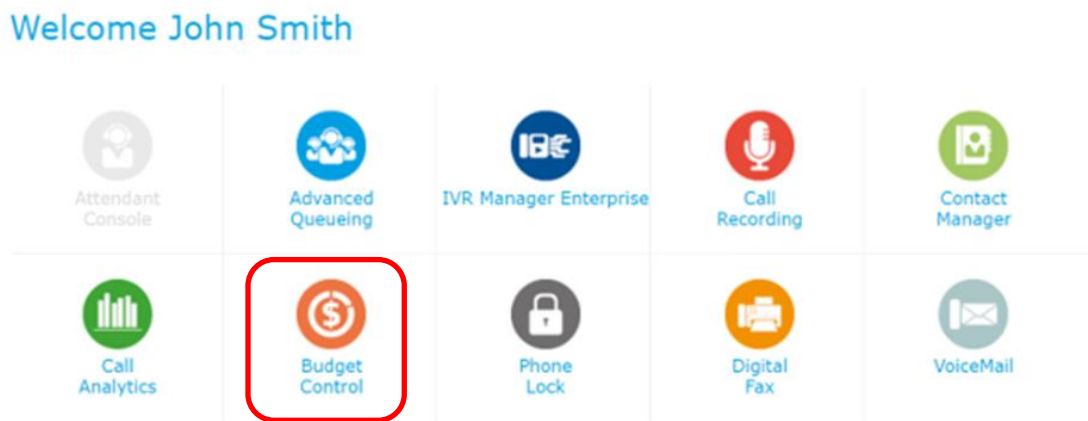 Welcome John Smith
Attendant
Console
Advanced
Queueing
IVR Manager Enterprise
Call
Recording
Contact
Manager
Call
Analytics
$
Budget
Control
Phone
Lock
Digital
Fax
VoiceMail